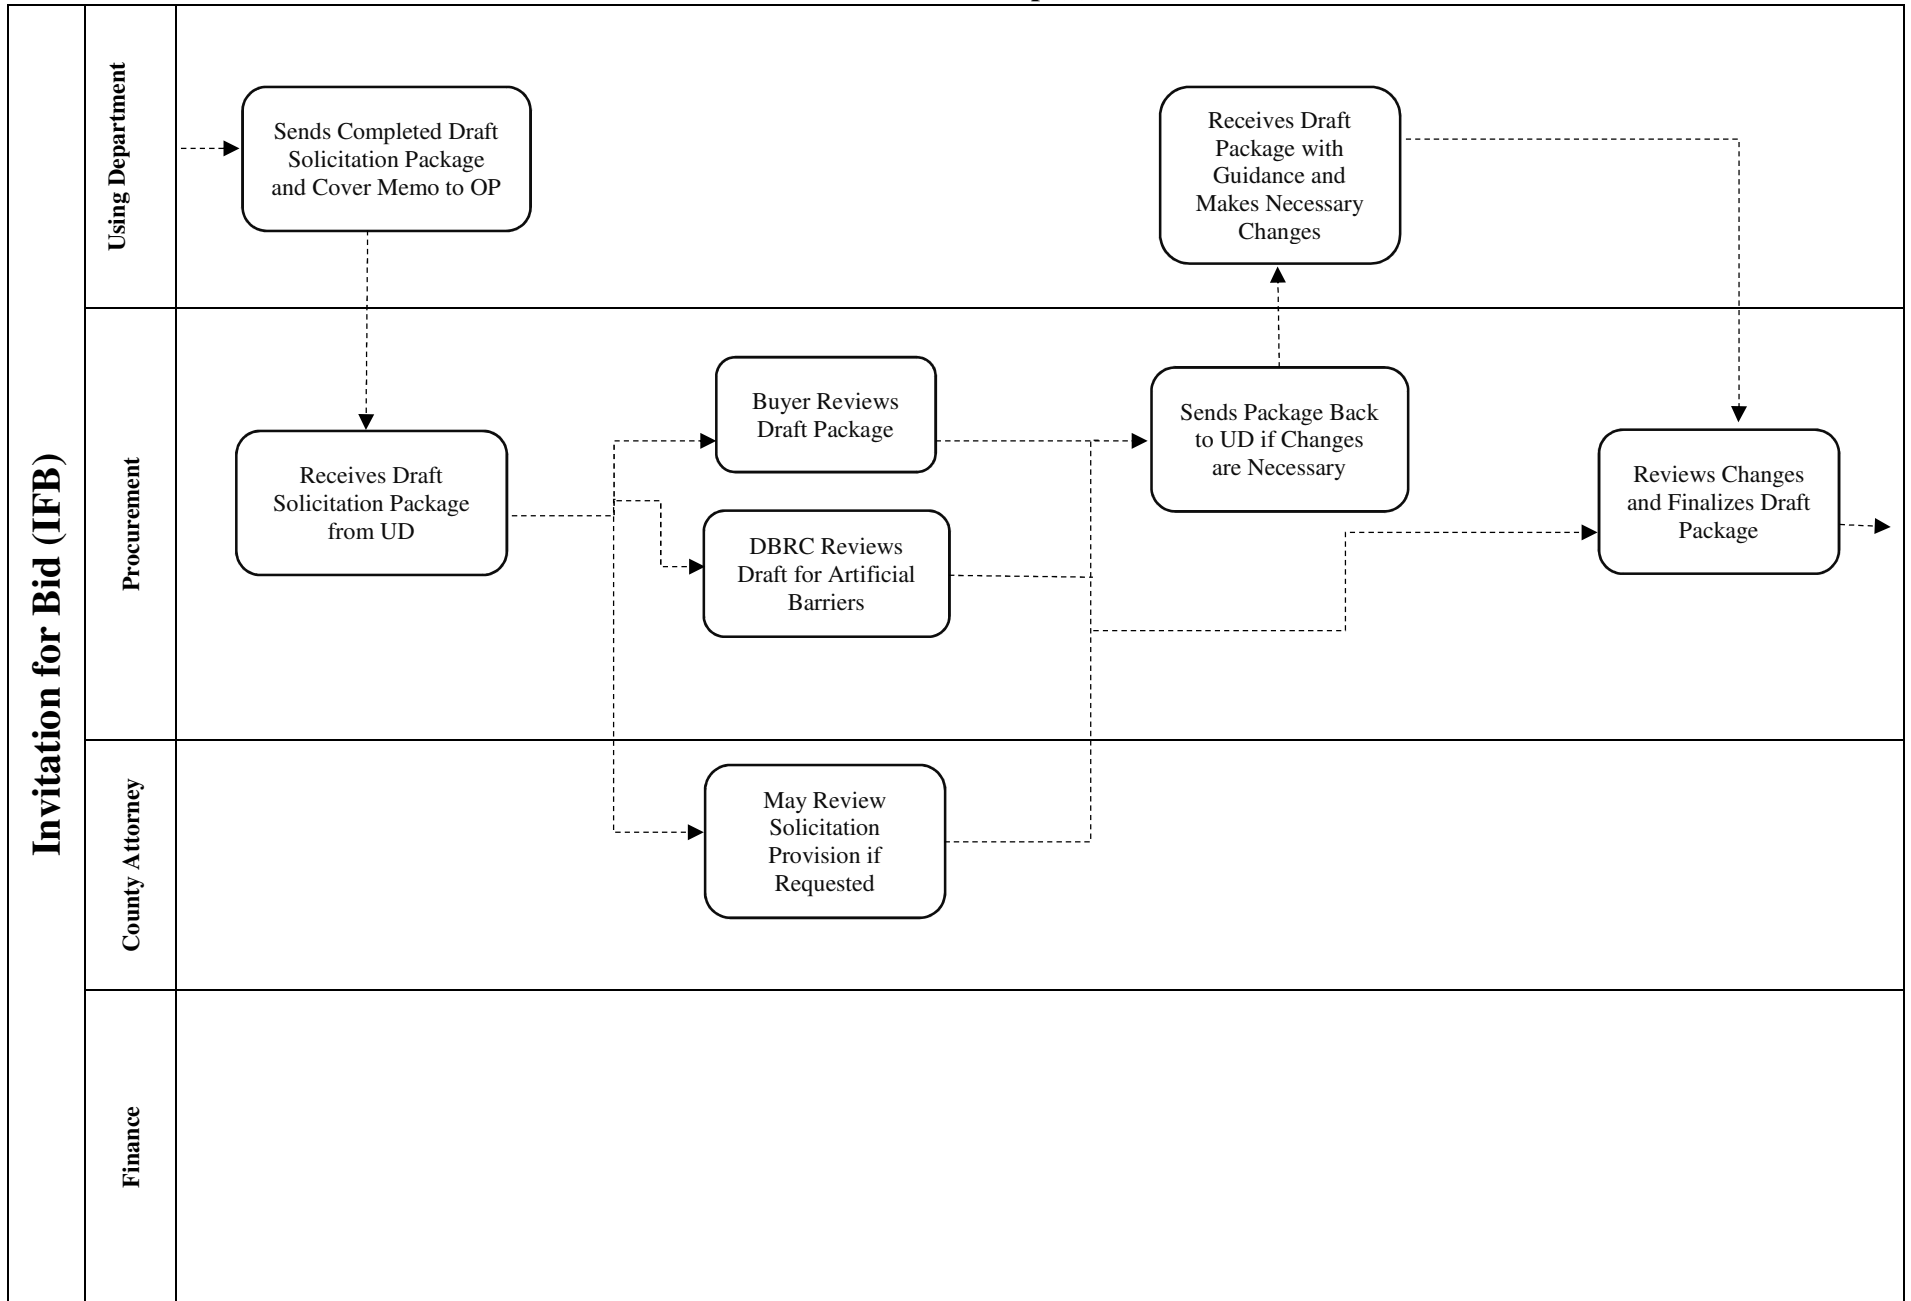 Invitation for Bid (IFB)
Using Department
Sends Completed Draft
Solicitation Package
and Cover Memo to OP
Receives Draft
Package with
Guidance and
Makes Necessary
Changes
Procurement
Receives Draft
Solicitation Package
from UD
Buyer Reviews
Draft Package
DBRC Reviews
Draft for Artificial
Barriers
Sends Package Back
to UD if Changes
are Necessary
Reviews Changes
and Finalizes Draft
Package
County Attorney
May Review
Solicitation
Provision if
Requested
Finance